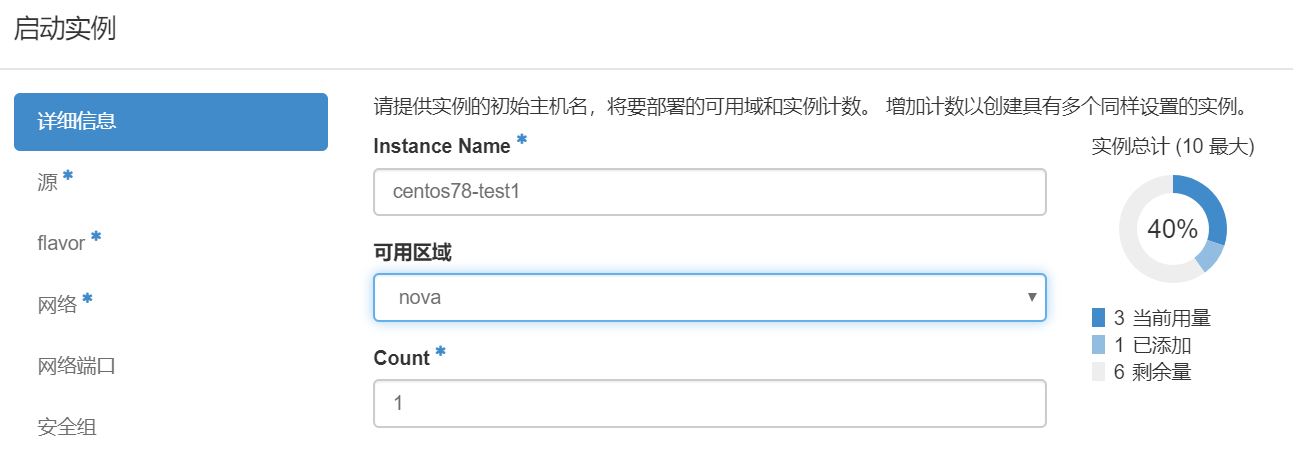 启动实例
详细信息
源 *
flavor *
网络 *
网络端口
安全组
请提供实例的初始主机名，将要部署的可用域和实例计数。 增加计数以创建具有多个同样设置的实例。
Instance Name *
centos78-test1
可用区域
nova
Count *
1
实例总计 (10 最大)
40%
3 当前用量
1 已添加
6 剩余量